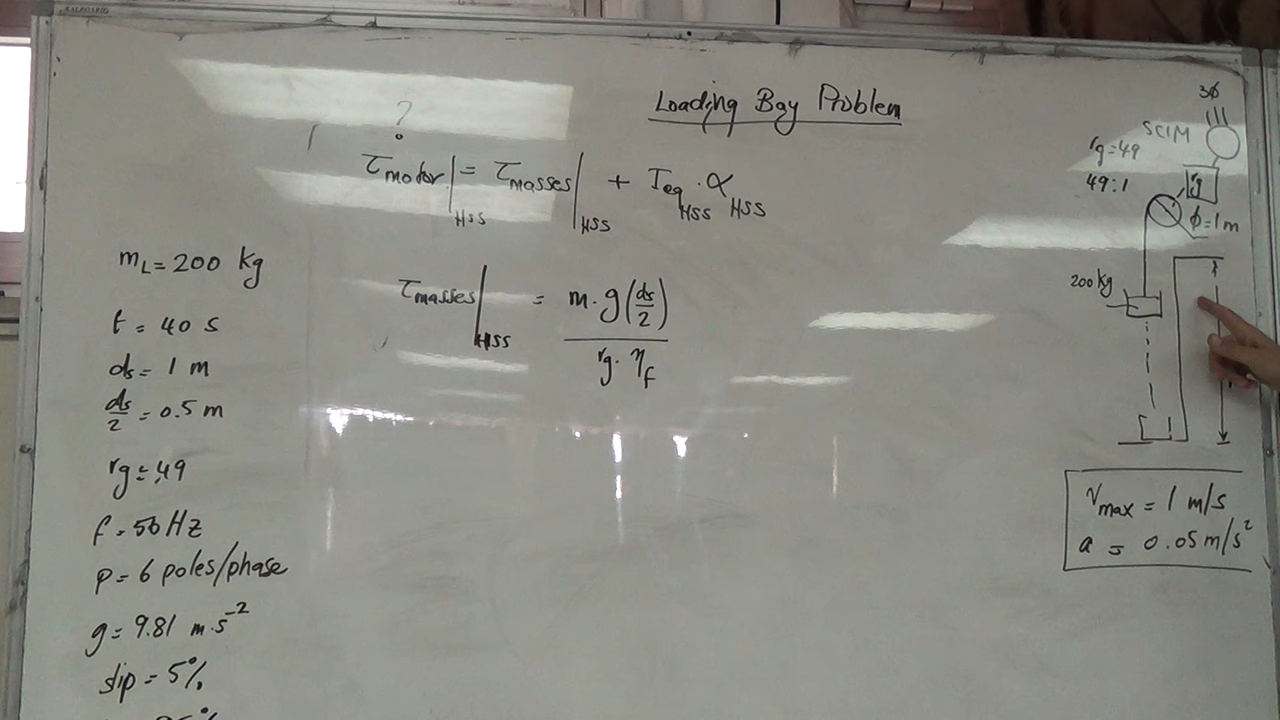 Loading Bay Problem
?
τmotor|HSS = τmasses|HSS + Ieq HSS · α HSS
τmasses|HSS = m·g(ds/2) / rg·ηf
mL = 200 kg
t = 40 s
ds = 1 m
ds/2 = 0.5 m
rg = 49
f = 50 Hz
p = 6 poles/phase
g = 9.81 m·s⁻²
slip = 5%
3Φ
SCIM
rg=49
49:1
rg
Φ=1m
200 kg
Vmax = 1 m/s
a = 0.05 m/s²